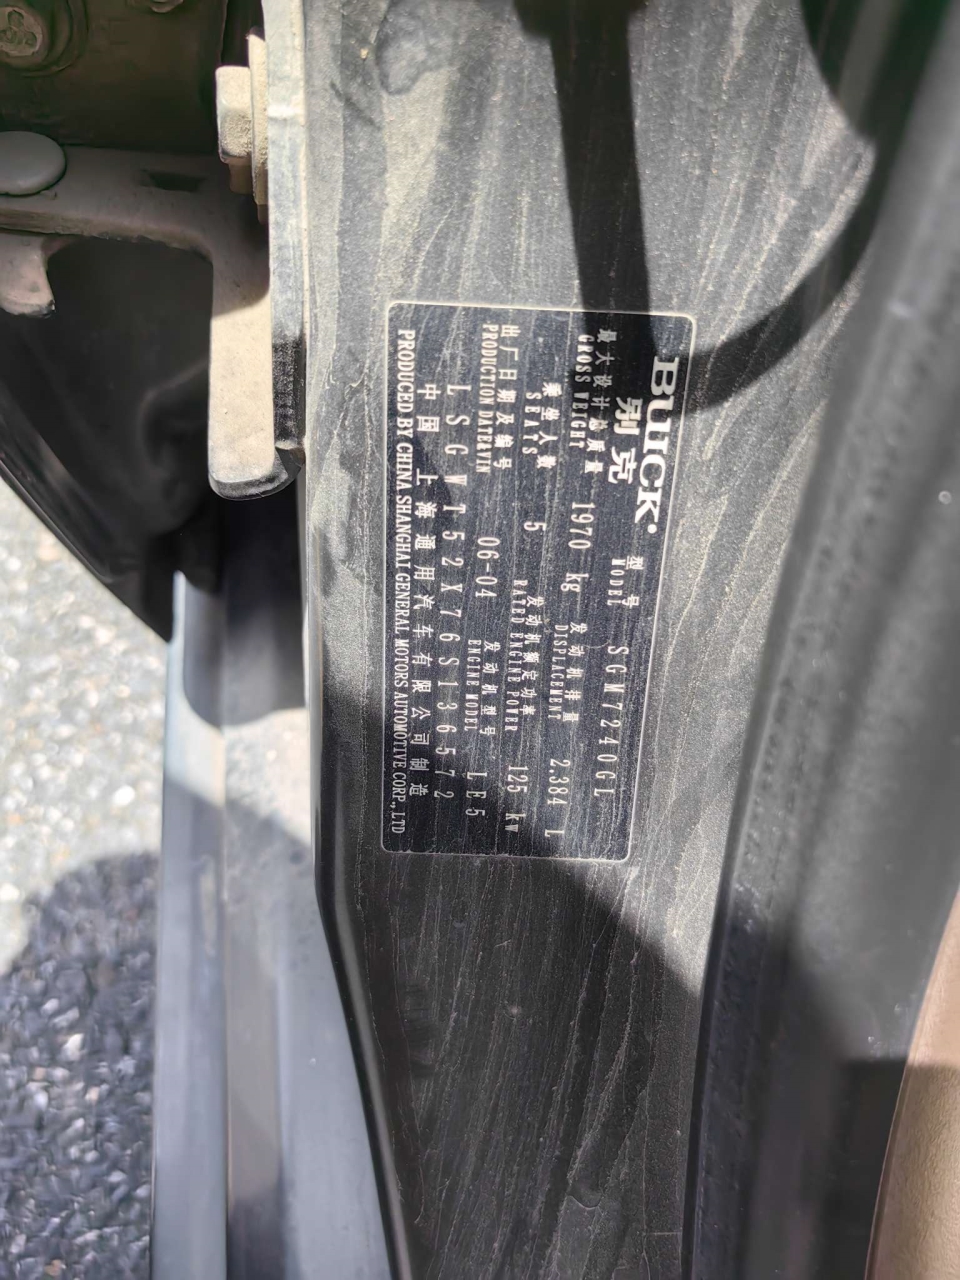 BUICK
别克
型号 MODEL SGM7240GL
最大设计总质量 GROSS WEIGHT 1970 kg
发动机排量 DISPLACEMENT 2.384 L
乘坐人数 SEATS 5
发动机额定功率 RATED ENGINE POWER 125 kw
出厂日期及编号 PRODUCTION DATE&VIN 06-04
发动机型号 ENGINE MODEL LE5
LSGWT52X76S136572
中国 上海通用汽车有限公司制造
PRODUCED BY CHINA SHANGHAI GENERAL MOTORS AUTOMOTIVE CORP., LTD